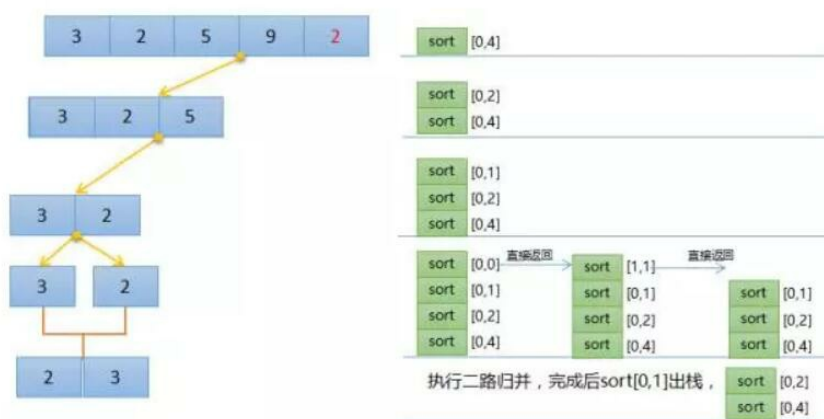 3 2 5 9 2
sort [0,4]
3 2 5
sort [0,2]
sort [0,4]
3 2
sort [0,1]
sort [0,2]
sort [0,4]
3 2
sort [0,0] 直接返回 sort [1,1] 直接返回
sort [0,1] sort [0,1] sort [0,1]
sort [0,2] sort [0,2] sort [0,2]
sort [0,4] sort [0,4] sort [0,4]
2 3
执行二路归并，完成后sort[0,1]出栈， sort [0,2]
sort [0,4]